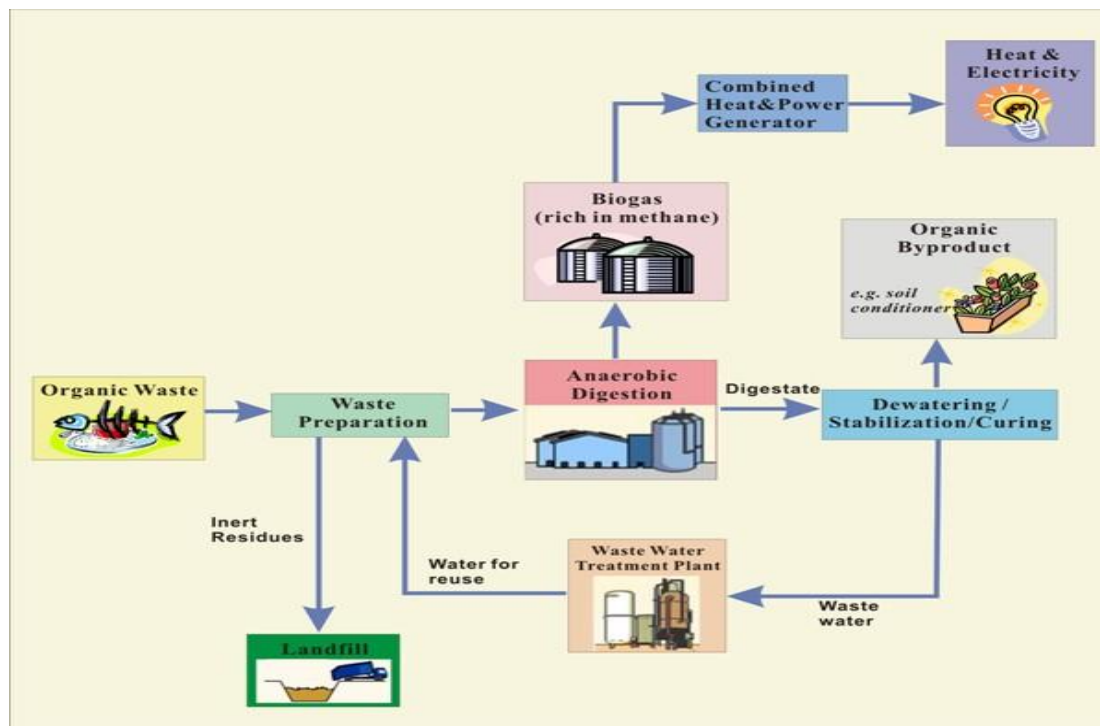 Heat &
Electricity
Combined
Heat&Power
Generator
Biogas
(rich in methane)
Organic
Byproduct
e.g. soil
conditioner
Organic Waste
Waste
Preparation
Anaerobic
Digestion
Digestate
Dewatering /
Stabilization/Curing
Inert
Residues
Water for
reuse
Waste Water
Treatment Plant
Waste
water
Landfill